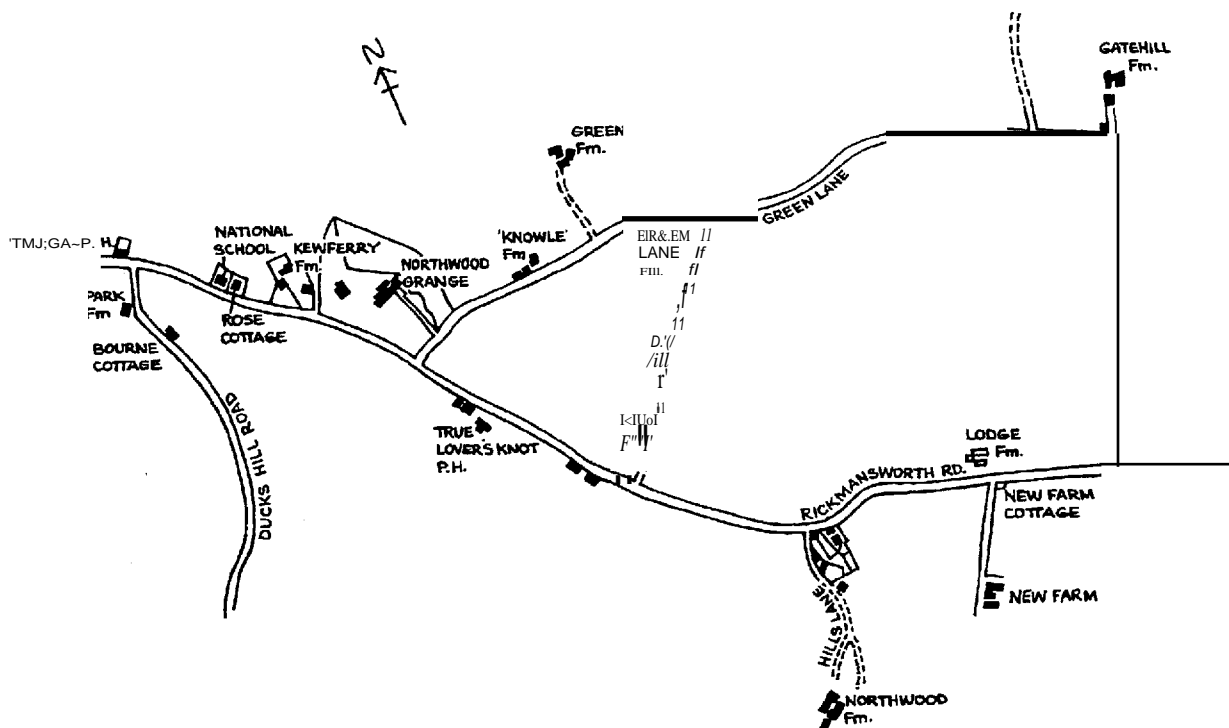 N
GATEHILL
Fm.
GREEN
Fm.
GREEN LANE
NATIONAL
SCHOOL
KEWFERRY
Fm.
'KNOWLE'
Fm.
NORTHWOOD
GRANGE
LANE
PARK
Fm
ROSE
COTTAGE
BOURNE
COTTAGE
DUCKS HILL ROAD
TRUE
LOVER'S KNOT
P.H.
LODGE
Fm.
RICKMANSWORTH RD.
NEW FARM
COTTAGE
NEW FARM
HILLS LANE
NORTHWOOD
Fm.